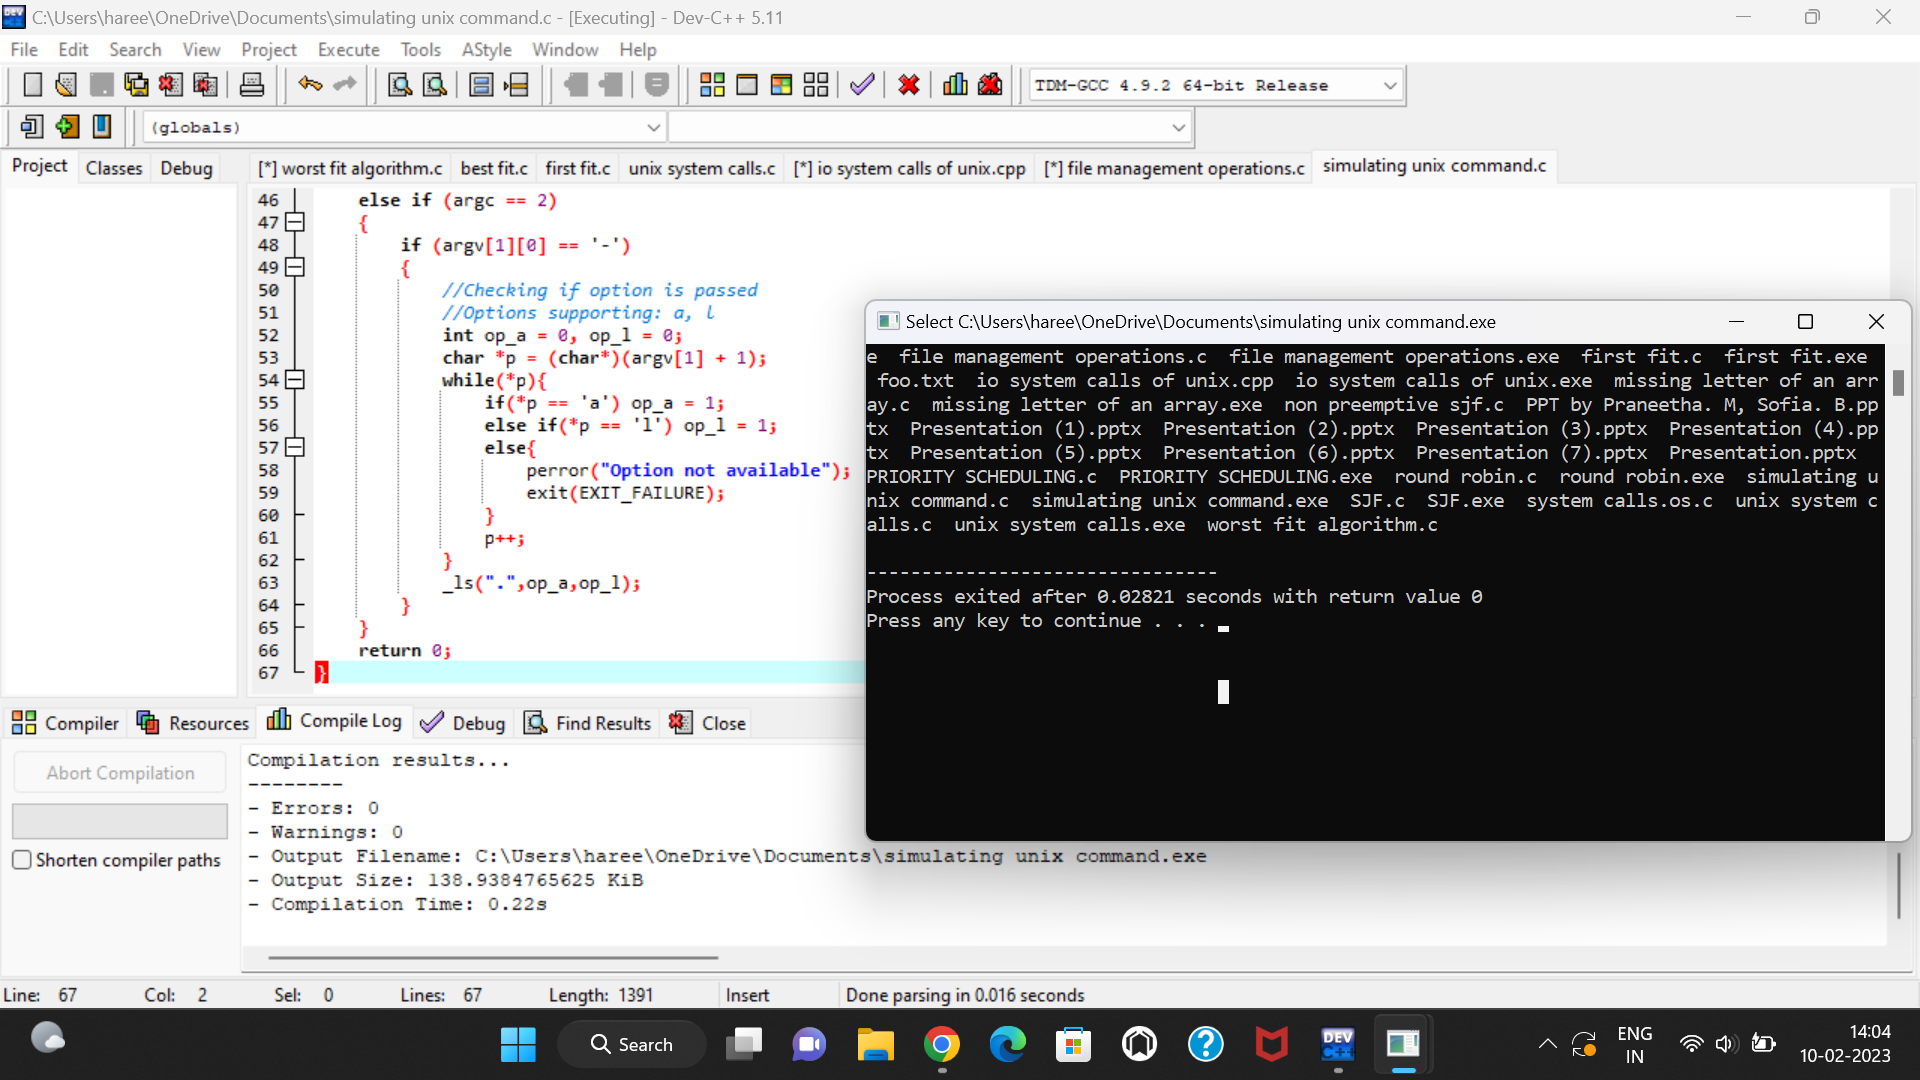 C:\Users\haree\OneDrive\Documents\simulating unix command.c - [Executing] - Dev-C++ 5.11
File Edit Search View Project Execute Tools AStyle Window Help
TDM-GCC 4.9.2 64-bit Release
(globals)
Project Classes Debug
[*] worst fit algorithm.c best fit.c first fit.c unix system calls.c [*] io system calls of unix.cpp [*] file management operations.c simulating unix command.c
46 else if (argc == 2)
47 {
48 if (argv[1][0] == '-')
49 {
50 //Checking if option is passed
51 //Options supporting: a, l
52 int op_a = 0, op_l = 0;
53 char *p = (char*)(argv[1] + 1);
54 while(*p){
55 if(*p == 'a') op_a = 1;
56 else if(*p == 'l') op_l = 1;
57 else{
58 perror("Option not available");
59 exit(EXIT_FAILURE);
60 }
61 p++;
62 }
63 _ls(".",op_a,op_l);
64 }
65 }
66 return 0;
67 }
Select C:\Users\haree\OneDrive\Documents\simulating unix command.exe
e file management operations.c file management operations.exe first fit.c first fit.exe
foo.txt io system calls of unix.cpp io system calls of unix.exe missing letter of an arr
ay.c missing letter of an array.exe non preemptive sjf.c PPT by Praneetha. M, Sofia. B.pp
tx Presentation (1).pptx Presentation (2).pptx Presentation (3).pptx Presentation (4).pp
tx Presentation (5).pptx Presentation (6).pptx Presentation (7).pptx Presentation.pptx
PRIORITY SCHEDULING.c PRIORITY SCHEDULING.exe round robin.c round robin.exe simulating u
nix command.c simulating unix command.exe SJF.c SJF.exe system calls.os.c unix system c
alls.c unix system calls.exe worst fit algorithm.c
--------------------------------
Process exited after 0.02821 seconds with return value 0
Press any key to continue . . .
Compiler Resources Compile Log Debug Find Results Close
Abort Compilation
Shorten compiler paths
Compilation results...
--------
- Errors: 0
- Warnings: 0
- Output Filename: C:\Users\haree\OneDrive\Documents\simulating unix command.exe
- Output Size: 138.9384765625 KiB
- Compilation Time: 0.22s
Line: 67 Col: 2 Sel: 0 Lines: 67 Length: 1391 Insert Done parsing in 0.016 seconds
Search
DEV
C++
ENG
IN
14:04
10-02-2023